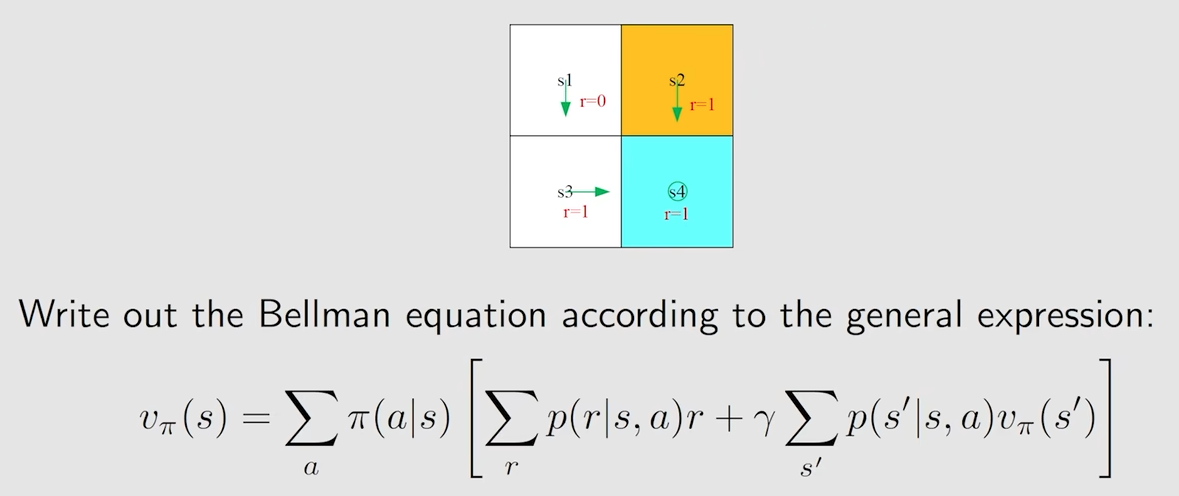 s1 s2
r=0 r=1
s3 s4
r=1 r=1
Write out the Bellman equation according to the general expression:
$v_\pi(s) = \sum_a \pi(a|s) \left[ \sum_r p(r|s, a)r + \gamma \sum_{s'} p(s'|s, a)v_\pi(s') \right]$